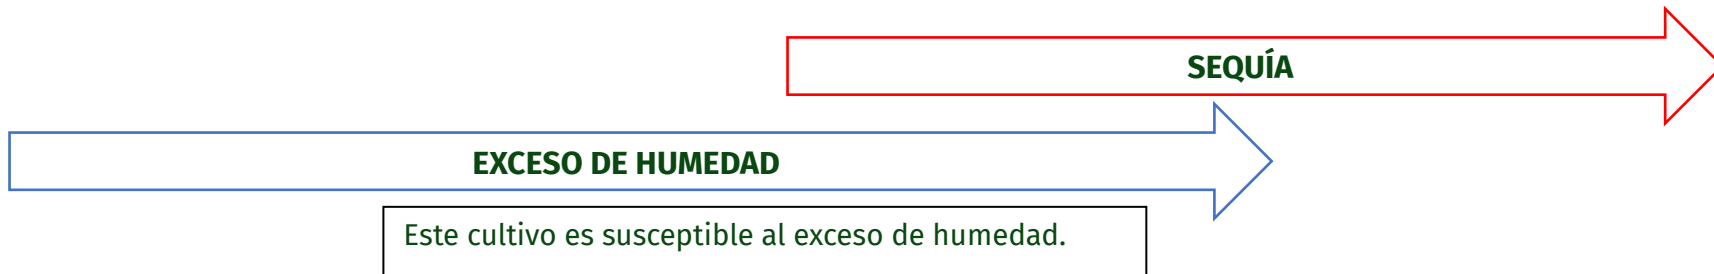 SEQUÍA
EXCESO DE HUMEDAD
Este cultivo es susceptible al exceso de humedad.